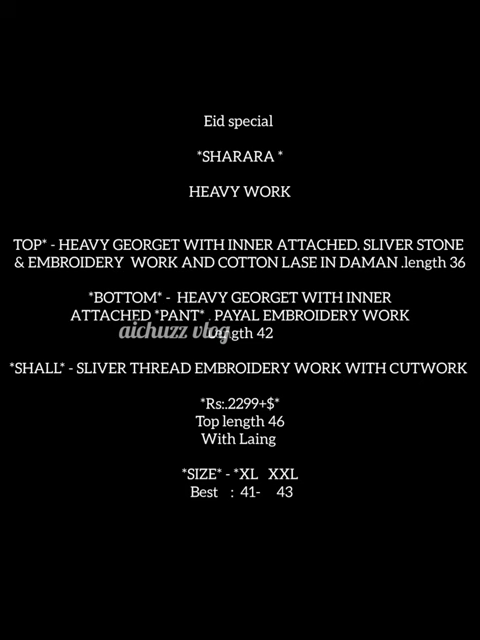 Eid special
*SHARARA *
HEAVY WORK
TOP* - HEAVY GEORGET WITH INNER ATTACHED. SLIVER STONE
& EMBROIDERY WORK AND COTTON LASE IN DAMAN .length 36
*BOTTOM* - HEAVY GEORGET WITH INNER
ATTACHED *PANT* . PAYAL EMBROIDERY WORK
aichuzz vlog
42
*SHALL* - SLIVER THREAD EMBROIDERY WORK WITH CUTWORK
*Rs:.2299+$*
Top length 46
With Laing
*SIZE* - *XL XXL
Best : 41- 43